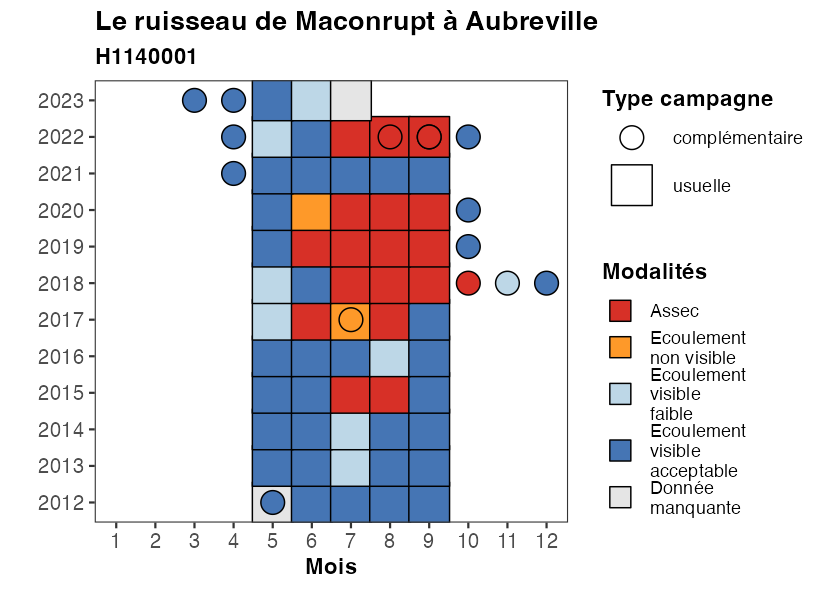 Le ruisseau de Maconrupt à Aubreville
H1140001
2023
2022
2021
2020
2019
2018
2017
2016
2015
2014
2013
2012
1 2 3 4 5 6 7 8 9 10 11 12
Mois
Type campagne
complémentaire
usuelle
Modalités
Assec
Ecoulement
non visible
Ecoulement
visible
faible
Ecoulement
visible
acceptable
Donnée
manquante